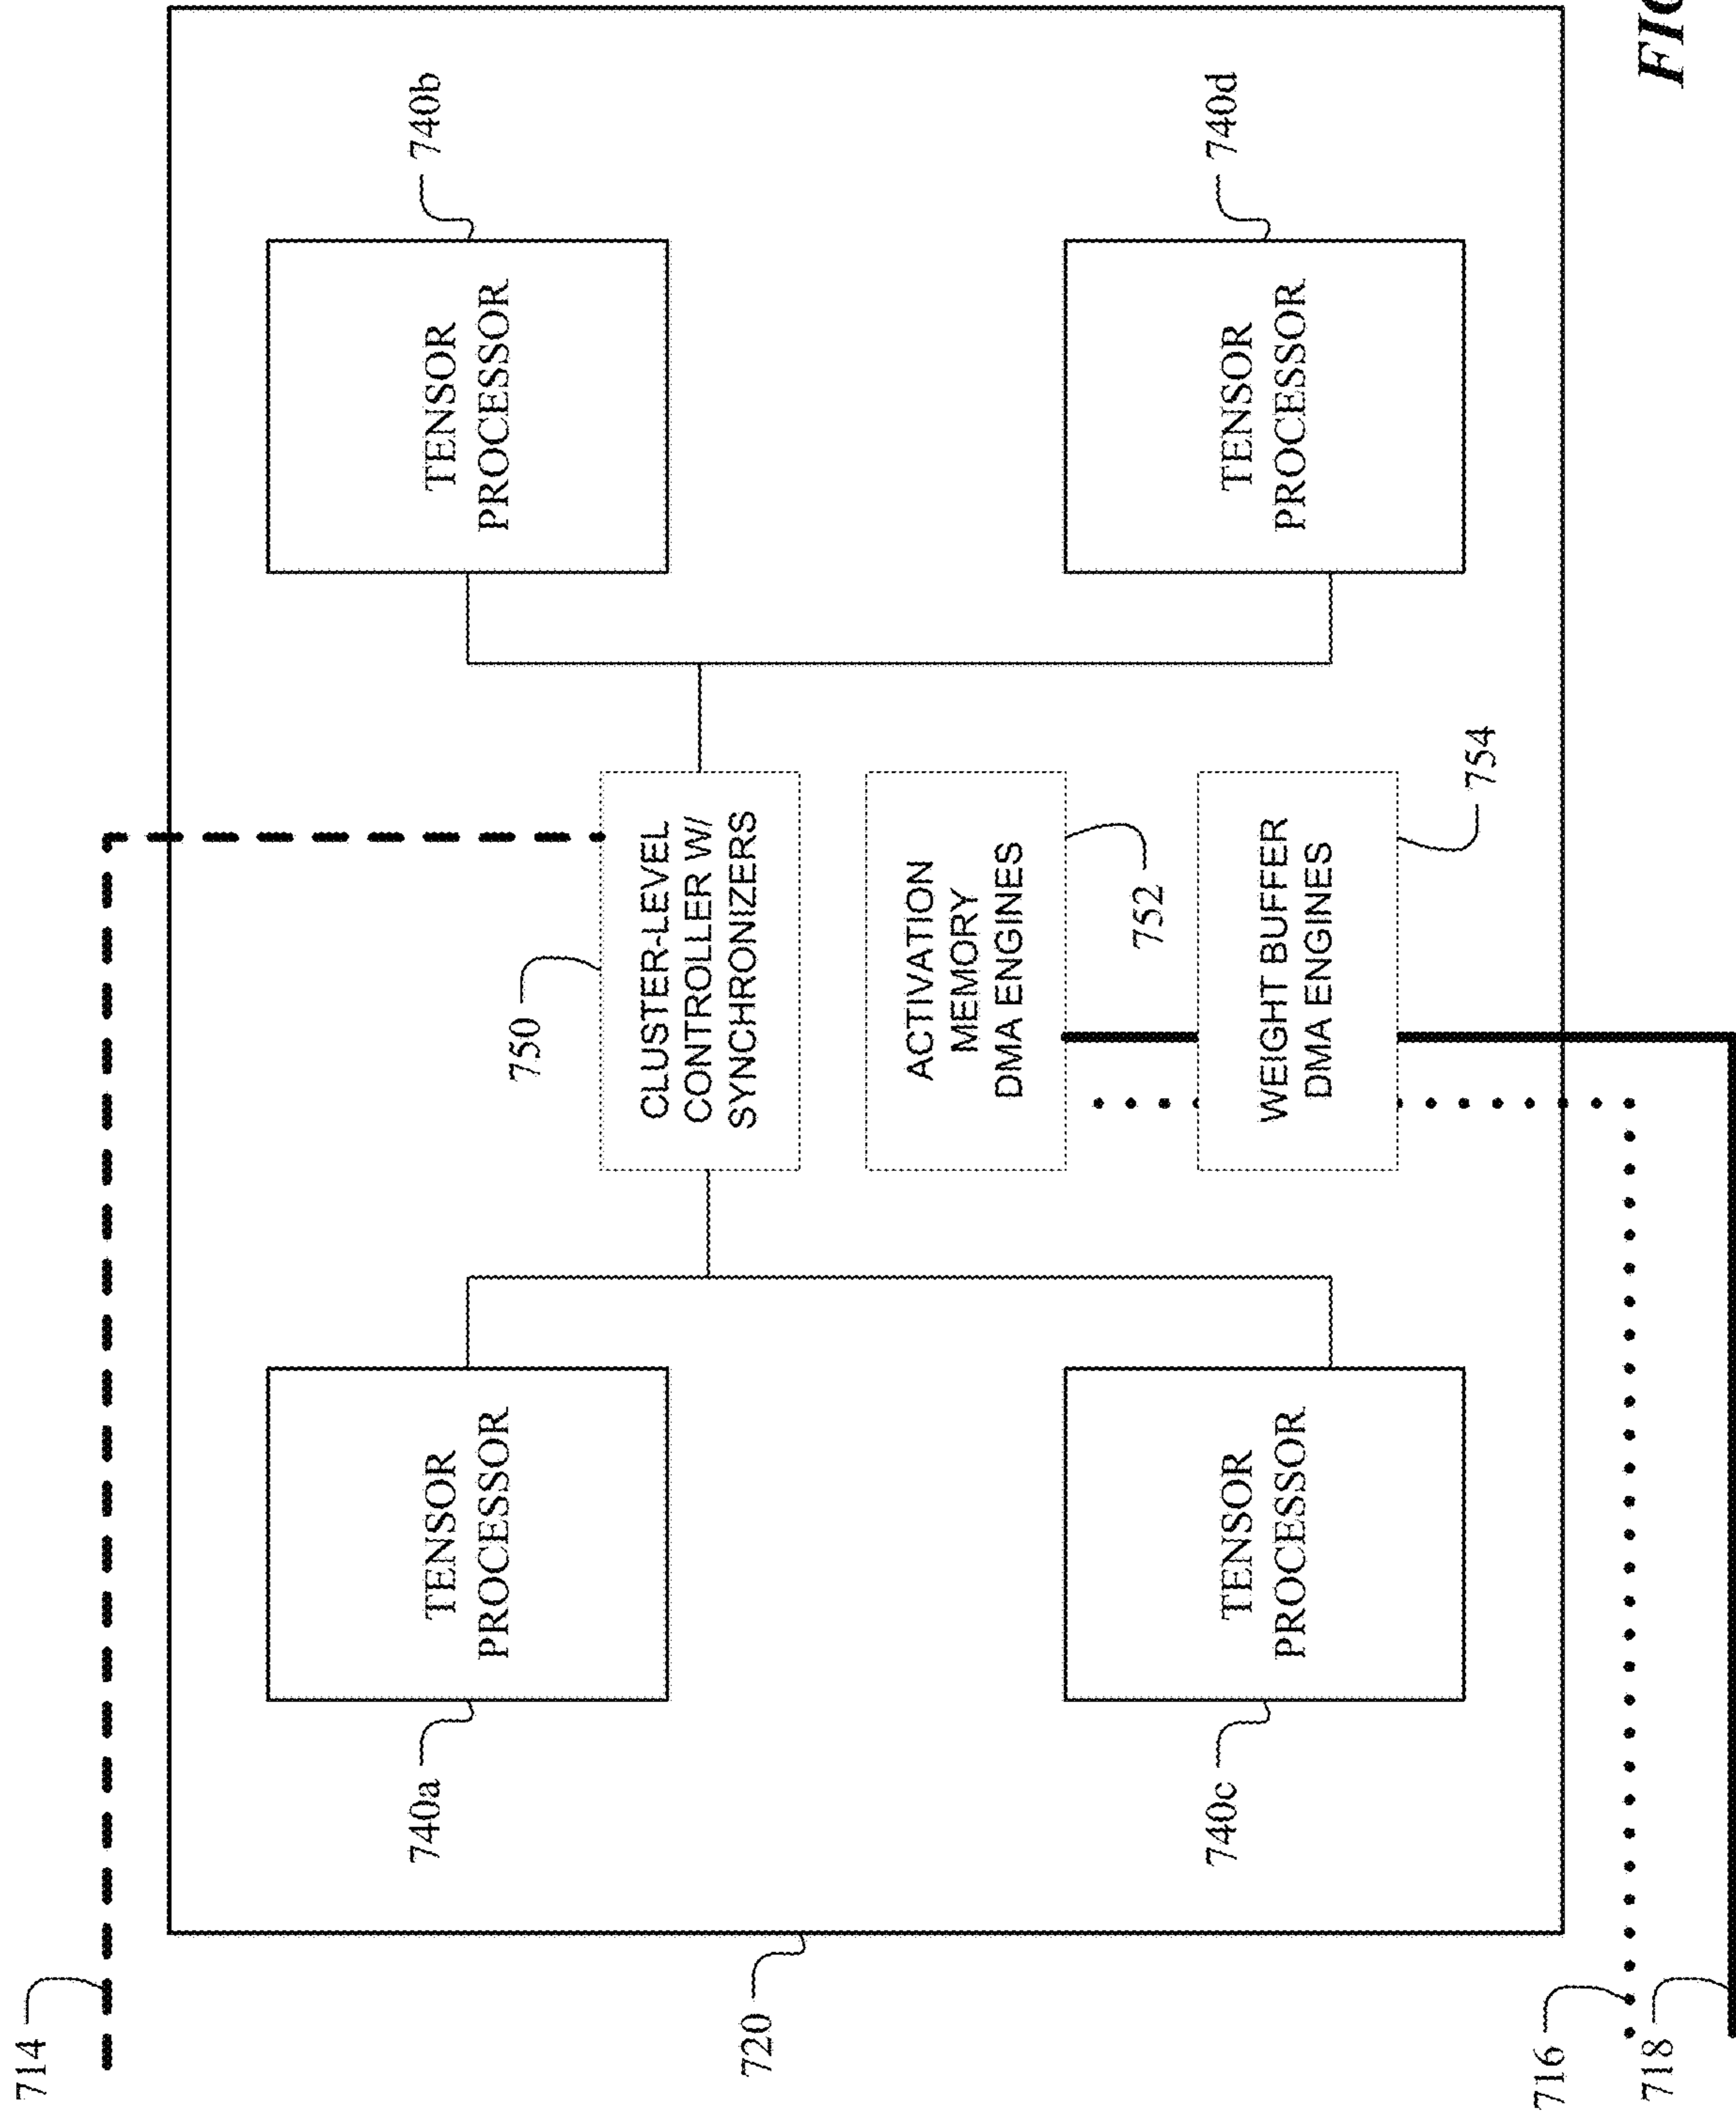 714
740a
TENSOR
PROCESSOR
740b
TENSOR
PROCESSOR
750
CLUSTER-LEVEL
CONTROLLER W/
SYNCHRONIZERS
720
ACTIVATION
MEMORY
DMA ENGINES
752
740c
TENSOR
PROCESSOR
740d
TENSOR
PROCESSOR
WEIGHT BUFFER
DMA ENGINES
754
716
718